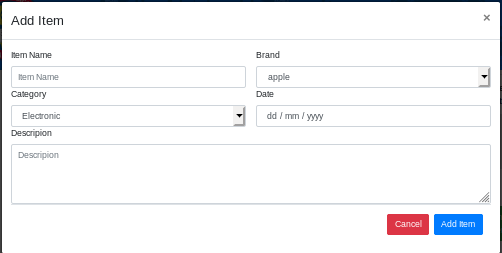 Add Item ×
Item Name Brand
Item Name apple
Category Date
Electronic dd / mm / yyyy
Descripion
Descripion
Cancel Add Item